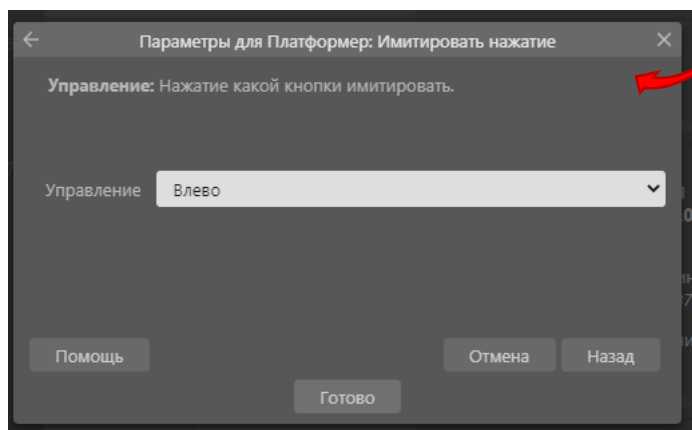 Параметры для Платформер: Имитировать нажатие
Управление: Нажатие какой кнопки имитировать.
Управление Влево
Помощь Отмена Назад
Готово